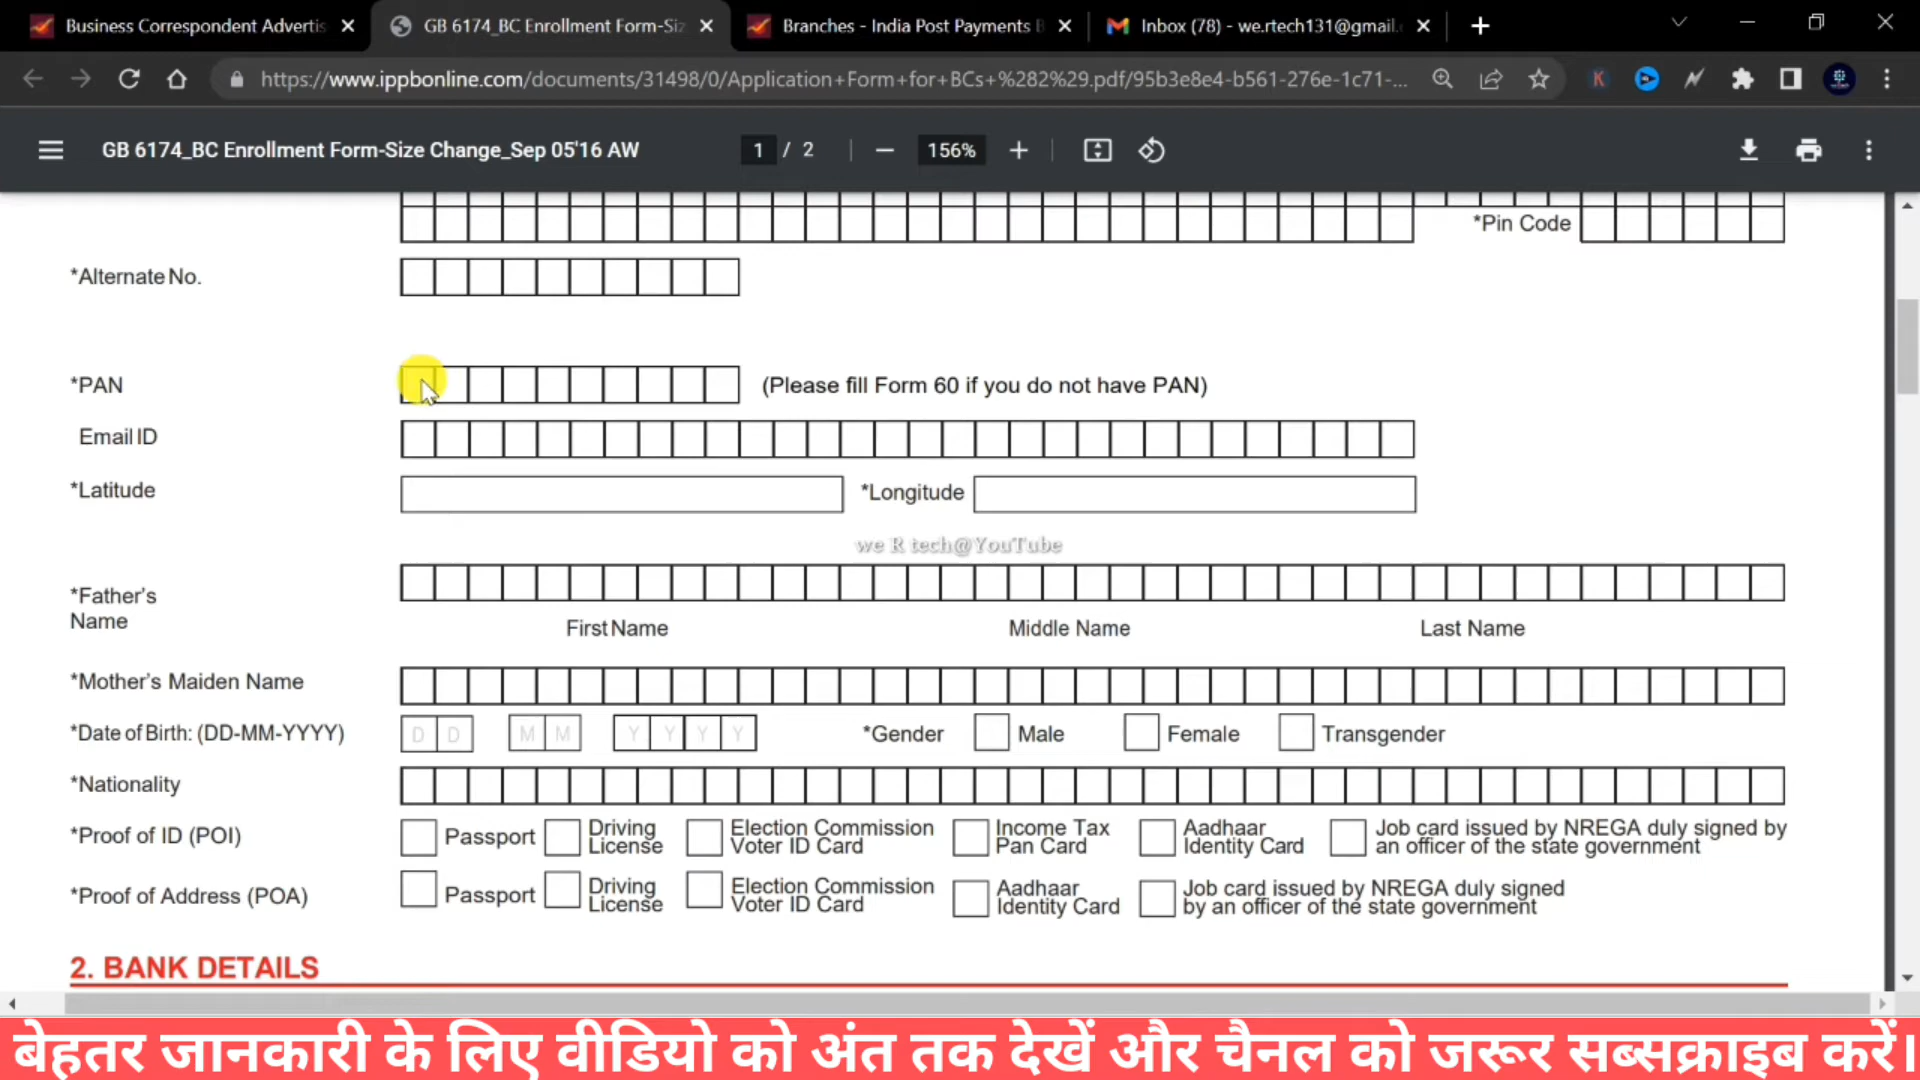 Business Correspondent Advertis
GB 6174_BC Enrollment Form-Siz
Branches - India Post Payments B
Inbox (78) - we.rtech131@gmail.
https://www.ippbonline.com/documents/31498/0/Application+Form+for+BCs+%282%29.pdf/95b3e8e4-b561-276e-1c71-...
GB 6174_BC Enrollment Form-Size Change_Sep 05'16 AW
1 / 2
156%
*Pin Code
*Alternate No.
*PAN
(Please fill Form 60 if you do not have PAN)
Email ID
*Latitude
*Longitude
we R tech@YouTube
*Father's
Name
First Name
Middle Name
Last Name
*Mother's Maiden Name
*Date of Birth: (DD-MM-YYYY)
D D M M Y Y Y Y
*Gender
Male
Female
Transgender
*Nationality
*Proof of ID (POI)
Passport
Driving
License
Election Commission
Voter ID Card
Income Tax
Pan Card
Aadhaar
Identity Card
Job card issued by NREGA duly signed by
an officer of the state government
*Proof of Address (POA)
Passport
Driving
License
Election Commission
Voter ID Card
Aadhaar
Identity Card
Job card issued by NREGA duly signed
by an officer of the state government
2. BANK DETAILS
बेहतर जानकारी के लिए वीडियो को अंत तक देखें और चैनल को जरूर सब्सक्राइब करें।